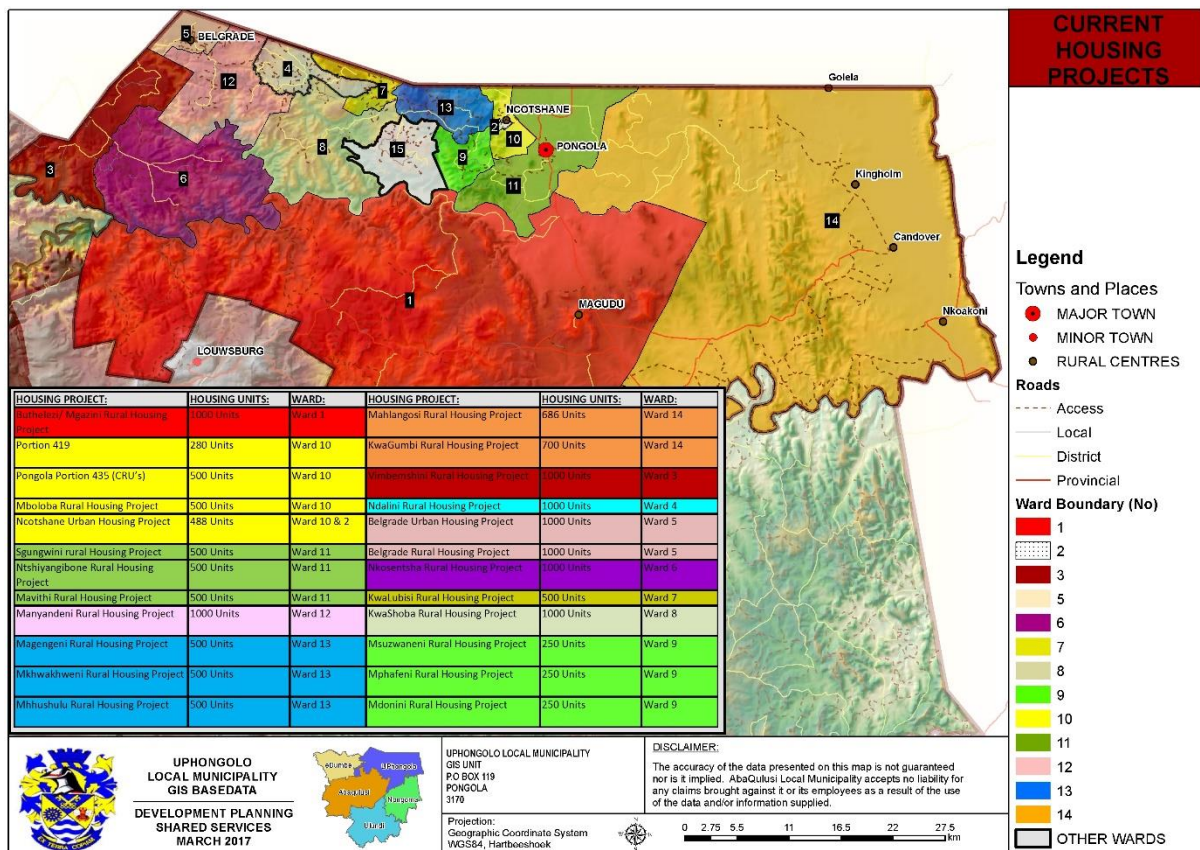 CURRENT
HOUSING
PROJECTS
5
BELGRADE
4
12
7
13
Golela
NCOTSHANE
2
10
PONGOLA
15
8
9
3
6
11
Kingholm
14
Candover
1
MAGUDU
Nkoakoni
LOUWSBURG
Legend
Towns and Places
MAJOR TOWN
MINOR TOWN
RURAL CENTRES
Roads
Access
Local
District
Provincial
Ward Boundary (No)
1
2
3
5
6
7
8
9
10
11
12
13
14
OTHER WARDS
HOUSING PROJECT: HOUSING UNITS: WARD: HOUSING PROJECT: HOUSING UNITS: WARD:
Buthelezi/ Mgazini Rural Housing
Project 1000 Units Ward 1 Mahlangosi Rural Housing Project 686 Units Ward 14
Portion 419 280 Units Ward 10 KwaGumbi Rural Housing Project 700 Units Ward 14
Pongola Portion 435 (CRU's) 500 Units Ward 10 Vimbemshini Rural Housing Project 1000 Units Ward 3
Mboloba Rural Housing Project 500 Units Ward 10 Ndalini Rural Housing Project 1000 Units Ward 4
Ncotshane Urban Housing Project 488 Units Ward 10 & 2 Belgrade Urban Housing Project 1000 Units Ward 5
Sgungwini rural Housing Project 500 Units Ward 11 Belgrade Rural Housing Project 1000 Units Ward 5
Ntshiyangibone Rural Housing
Project 500 Units Ward 11 Nkosentsha Rural Housing Project 1000 Units Ward 6
Mavithi Rural Housing Project 500 Units Ward 11 KwaLubisi Rural Housing Project 500 Units Ward 7
Manyandeni Rural Housing Project 1000 Units Ward 12 KwaShoba Rural Housing Project 1000 Units Ward 8
Magengeni Rural Housing Project 500 Units Ward 13 Msuzwaneni Rural Housing Project 250 Units Ward 9
Mkhwakhweni Rural Housing Project 500 Units Ward 13 Mphafeni Rural Housing Project 250 Units Ward 9
Mhhushulu Rural Housing Project 500 Units Ward 13 Mdonini Rural Housing Project 250 Units Ward 9
UPHONGOLO
LOCAL MUNICIPALITY
GIS BASEDATA
DEVELOPMENT PLANNING
SHARED SERVICES
MARCH 2017
eDumbe
UPhongolo
Abaqulusi
Nongoma
Ulundi
UPHONGOLO LOCAL MUNICIPALITY
GIS UNIT
P.O BOX 119
PONGOLA
3170
Projection:
Geographic Coordinate System
WGS84, Hartbeeshoek
DISCLAIMER:
The accuracy of the data presented on this map is not guaranteed
nor is it implied. AbaQulusi Local Municipality accepts no liability for
any claims brought against it or its employees as a result of the use
of the data and/or information supplied.
0 2.75 5.5 11 16.5 22 27.5
km